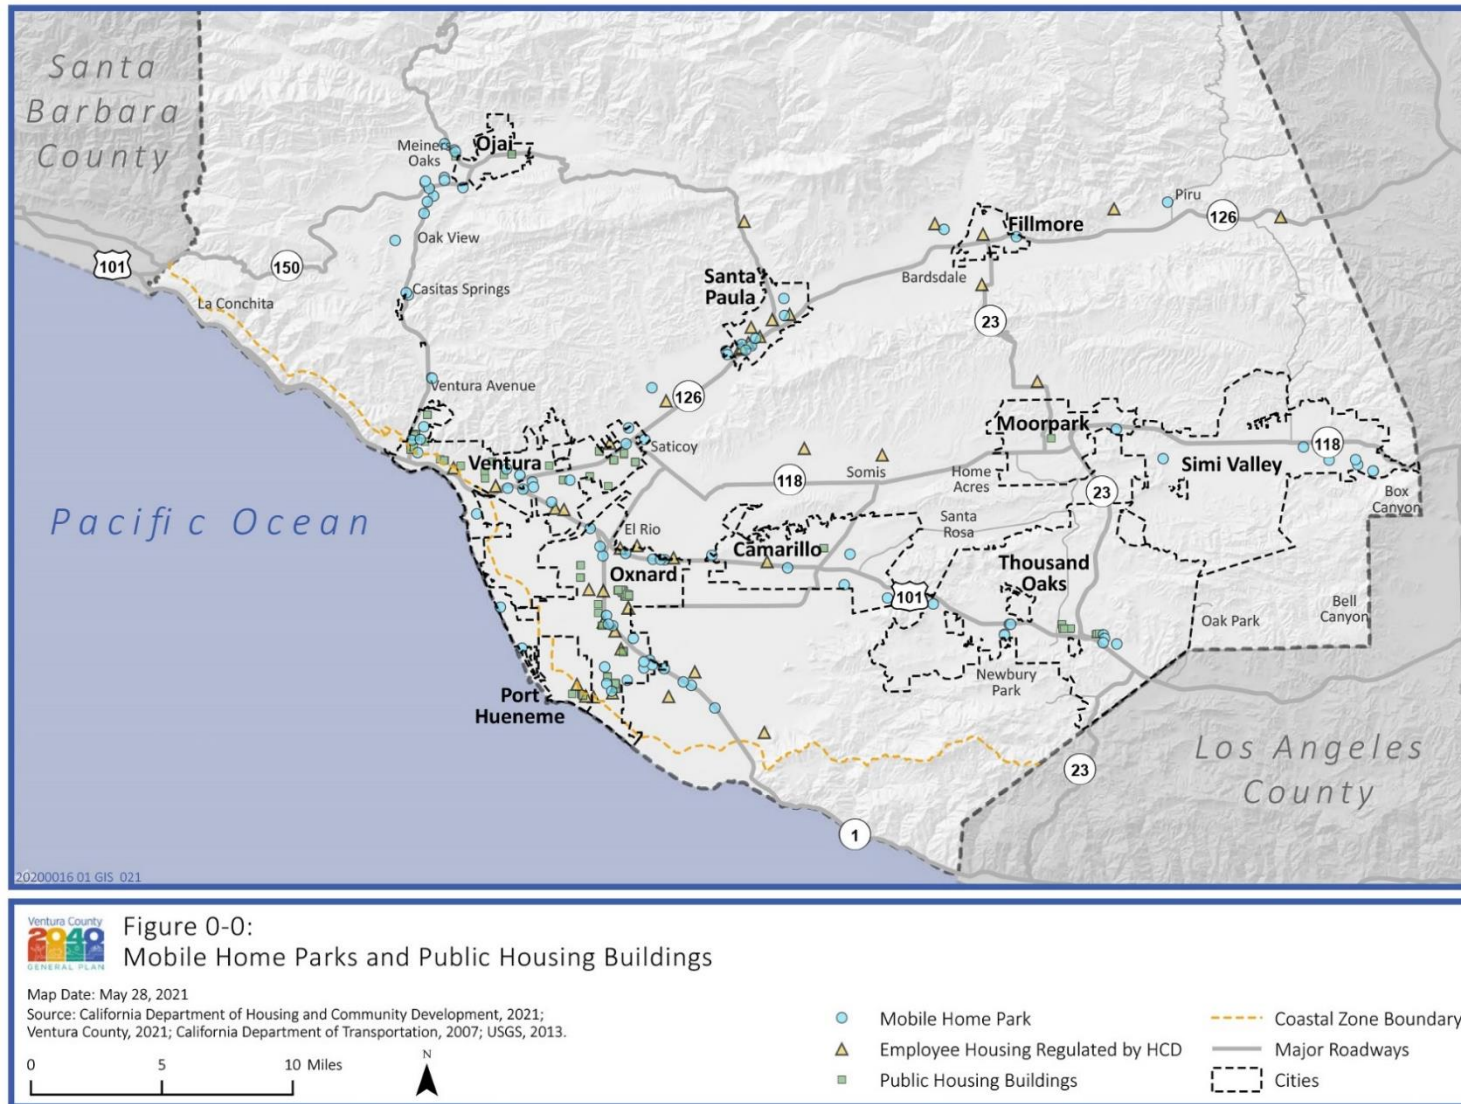 Santa
Barbara
County
Meiners
Oaks
Ojai
Piru
126
Fillmore
Oak View
101
150
Bardsdale
Santa
Paula
La Conchita
Casitas Springs
23
Ventura Avenue
126
Moorpark
Saticoy
Ventura
118
Simi Valley
Somis
Home
Acres
118
23
Box
Canyon
Pacific Ocean
El Rio
Santa
Rosa
Camarillo
Oxnard
Thousand
Oaks
101
Bell
Canyon
Oak Park
Newbury
Park
Port
Hueneme
Los Angeles
County
23
1
20200016 01 GIS 021
Ventura County
2040
GENERAL PLAN
Figure 0-0:
Mobile Home Parks and Public Housing Buildings
Map Date: May 28, 2021
Source: California Department of Housing and Community Development, 2021;
Ventura County, 2021; California Department of Transportation, 2007; USGS, 2013.
0 5 10 Miles
N
Mobile Home Park
Employee Housing Regulated by HCD
Public Housing Buildings
Coastal Zone Boundary
Major Roadways
Cities